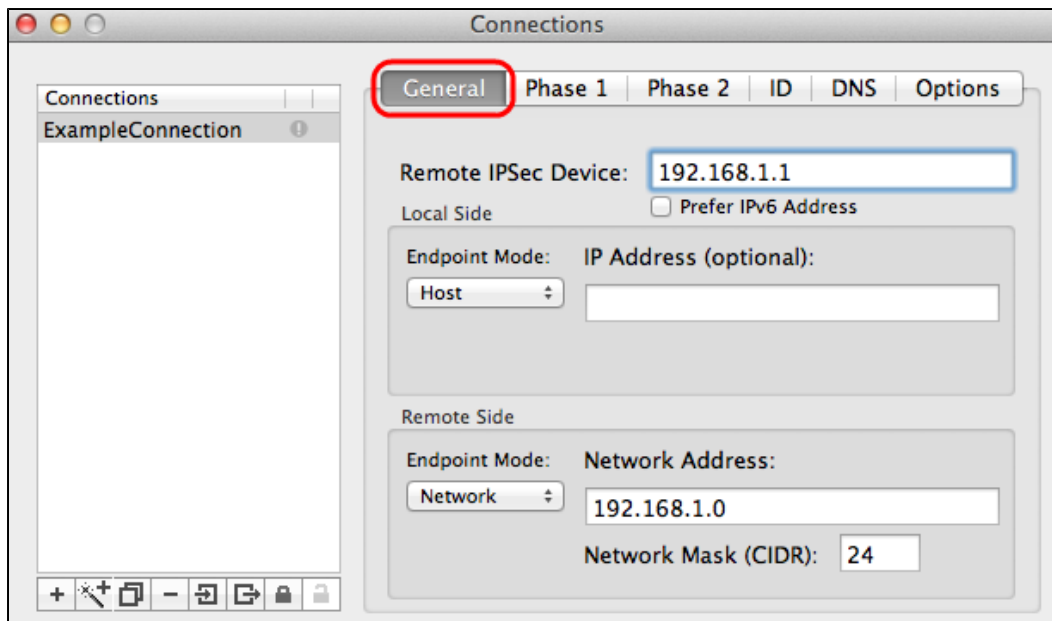 Connections
Connections
ExampleConnection
General Phase 1 Phase 2 ID DNS Options
Remote IPSec Device: 192.168.1.1
Prefer IPv6 Address
Local Side
Endpoint Mode: IP Address (optional):
Host
Remote Side
Endpoint Mode: Network Address:
Network 192.168.1.0
Network Mask (CIDR): 24